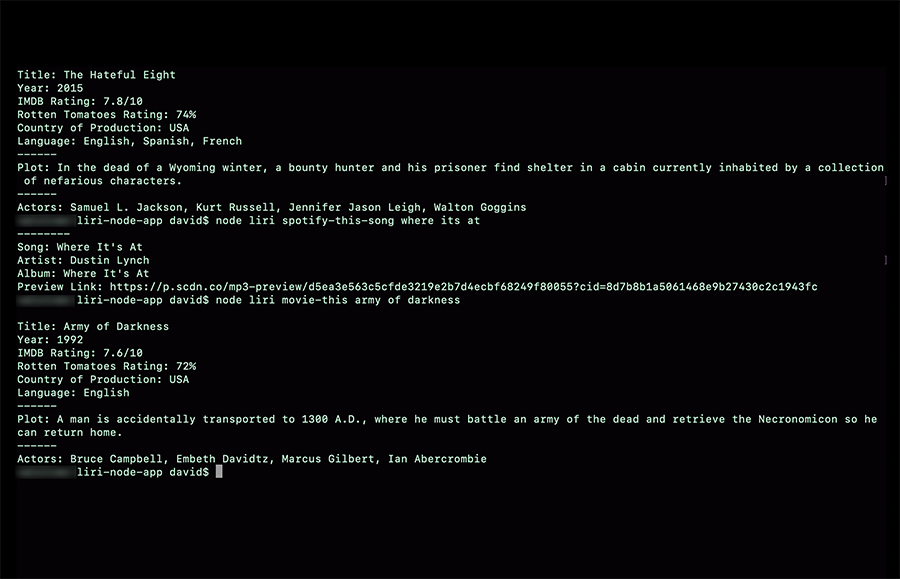 Title: The Hateful Eight
Year: 2015
IMDB Rating: 7.8/10
Rotten Tomatoes Rating: 74%
Country of Production: USA
Language: English, Spanish, French
------
Plot: In the dead of a Wyoming winter, a bounty hunter and his prisoner find shelter in a cabin currently inhabited by a collection
of nefarious characters.
------
Actors: Samuel L. Jackson, Kurt Russell, Jennifer Jason Leigh, Walton Goggins
liri-node-app david$ node liri spotify-this-song where its at
--------
Song: Where It's At
Artist: Dustin Lynch
Album: Where It's At
Preview Link: https://p.scdn.co/mp3-preview/d5ea3e563c5cfde3219e2b7d4ecbf68249f80055?cid=8d7b8b1a5061468e9b27430c2c1943fc
liri-node-app david$ node liri movie-this army of darkness
Title: Army of Darkness
Year: 1992
IMDB Rating: 7.6/10
Rotten Tomatoes Rating: 72%
Country of Production: USA
Language: English
------
Plot: A man is accidentally transported to 1300 A.D., where he must battle an army of the dead and retrieve the Necronomicon so he
can return home.
------
Actors: Bruce Campbell, Embeth Davidtz, Marcus Gilbert, Ian Abercrombie
liri-node-app david$